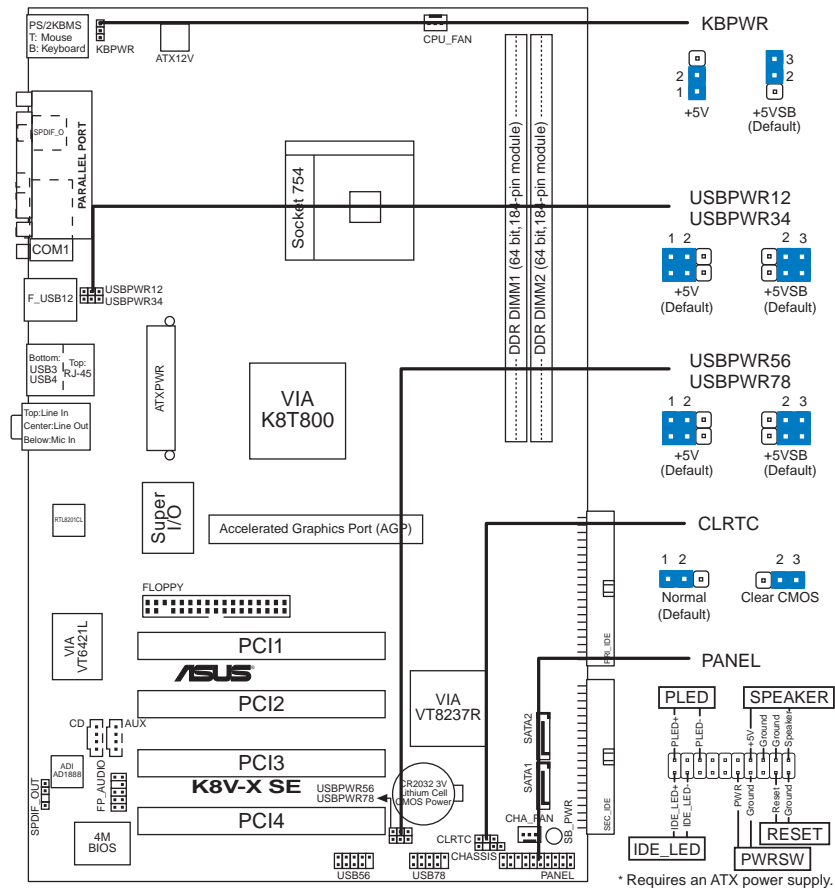 PS/2KBMS
T: Mouse
B: Keyboard
KBPWR
ATX12V
CPU_FAN
KBPWR
2
1
+5V
3
2
+5VSB
(Default)
SPDIF_O
PARALLEL PORT
COM1
Socket 754
DDR DIMM1 (64 bit,184-pin module)
DDR DIMM2 (64 bit,184-pin module)
USBPWR12
USBPWR34
1 2
+5V
(Default)
2 3
+5VSB
(Default)
F_USB12
USBPWR12
USBPWR34
Bottom:
USB3
USB4
Top:
RJ-45
ATXPWR
VIA
K8T800
USBPWR56
USBPWR78
1 2
+5V
(Default)
2 3
+5VSB
(Default)
Top:Line In
Center:Line Out
Below:Mic In
RTL8201CL
Super
I/O
Accelerated Graphics Port (AGP)
CLRTC
1 2
Normal
(Default)
2 3
Clear CMOS
FLOPPY
PRI_IDE
VIA
VT6421L
PCI1
ASUS
PCI2
VIA
VT8237R
SATA2
SATA1
SEC_IDE
PANEL
PLED
SPEAKER
PLED+
PLED-
+5V
Ground
Ground
Speaker
IDE_LED+
IDE_LED-
PWR
Ground
Reset
Ground
IDE_LED
PWRSW
RESET
* Requires an ATX power supply.
CD
AUX
ADI
AD1888
FP_AUDIO
SPDIF_OUT
PCI3
K8V-X SE
USBPWR56
USBPWR78
CR2032 3V
Lithium Cell
CMOS Power
CHA_FAN
SB_PWR
4M
BIOS
PCI4
CLRTC
CHASSIS
USB56
USB78
PANEL